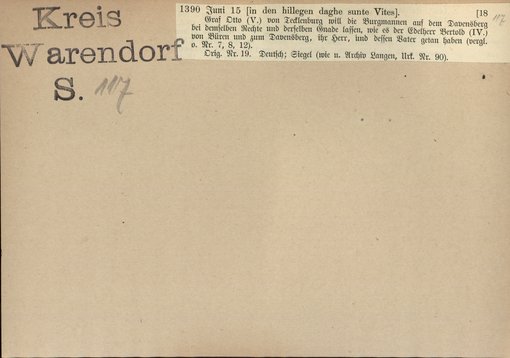 Kreis
Warendorf
S. 117
1390 Juni 15 [in den hillegen daghe sunte Vites]. [18
Graf Otto (V.) von Tecklenburg will die Burgmannen auf dem Davensberg
bei demselben Rechte und derselben Gnade lassen, wie es der Edelherr Bertold (IV.)
von Büren und zum Davensberg, ihr Herr, und dessen Vater getan haben (vergl.
o. Nr. 7, 8, 12).
Orig. Nr. 19. Deutsch; Siegel (wie u. Archiv Langen, Urk. Nr. 90).
117